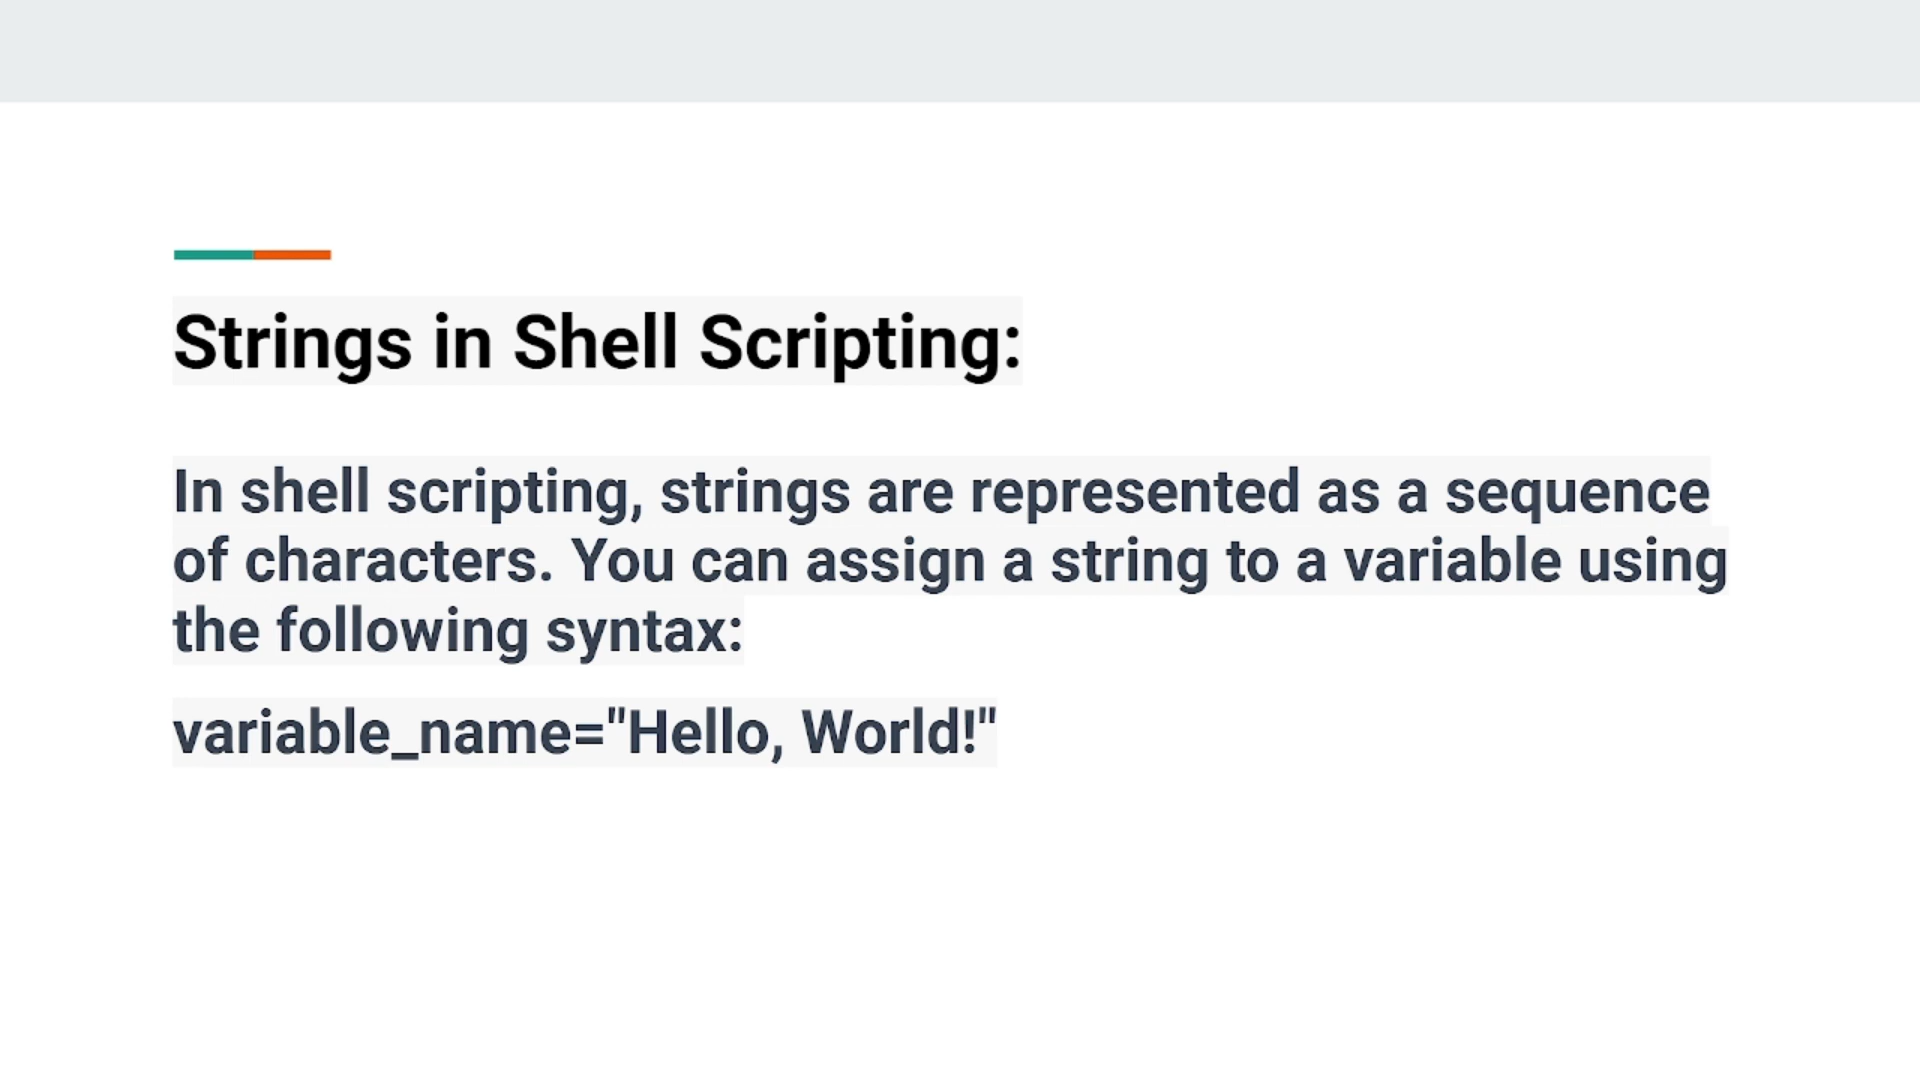 Strings in Shell Scripting:
In shell scripting, strings are represented as a sequence
of characters. You can assign a string to a variable using
the following syntax:
variable_name="Hello, World!"